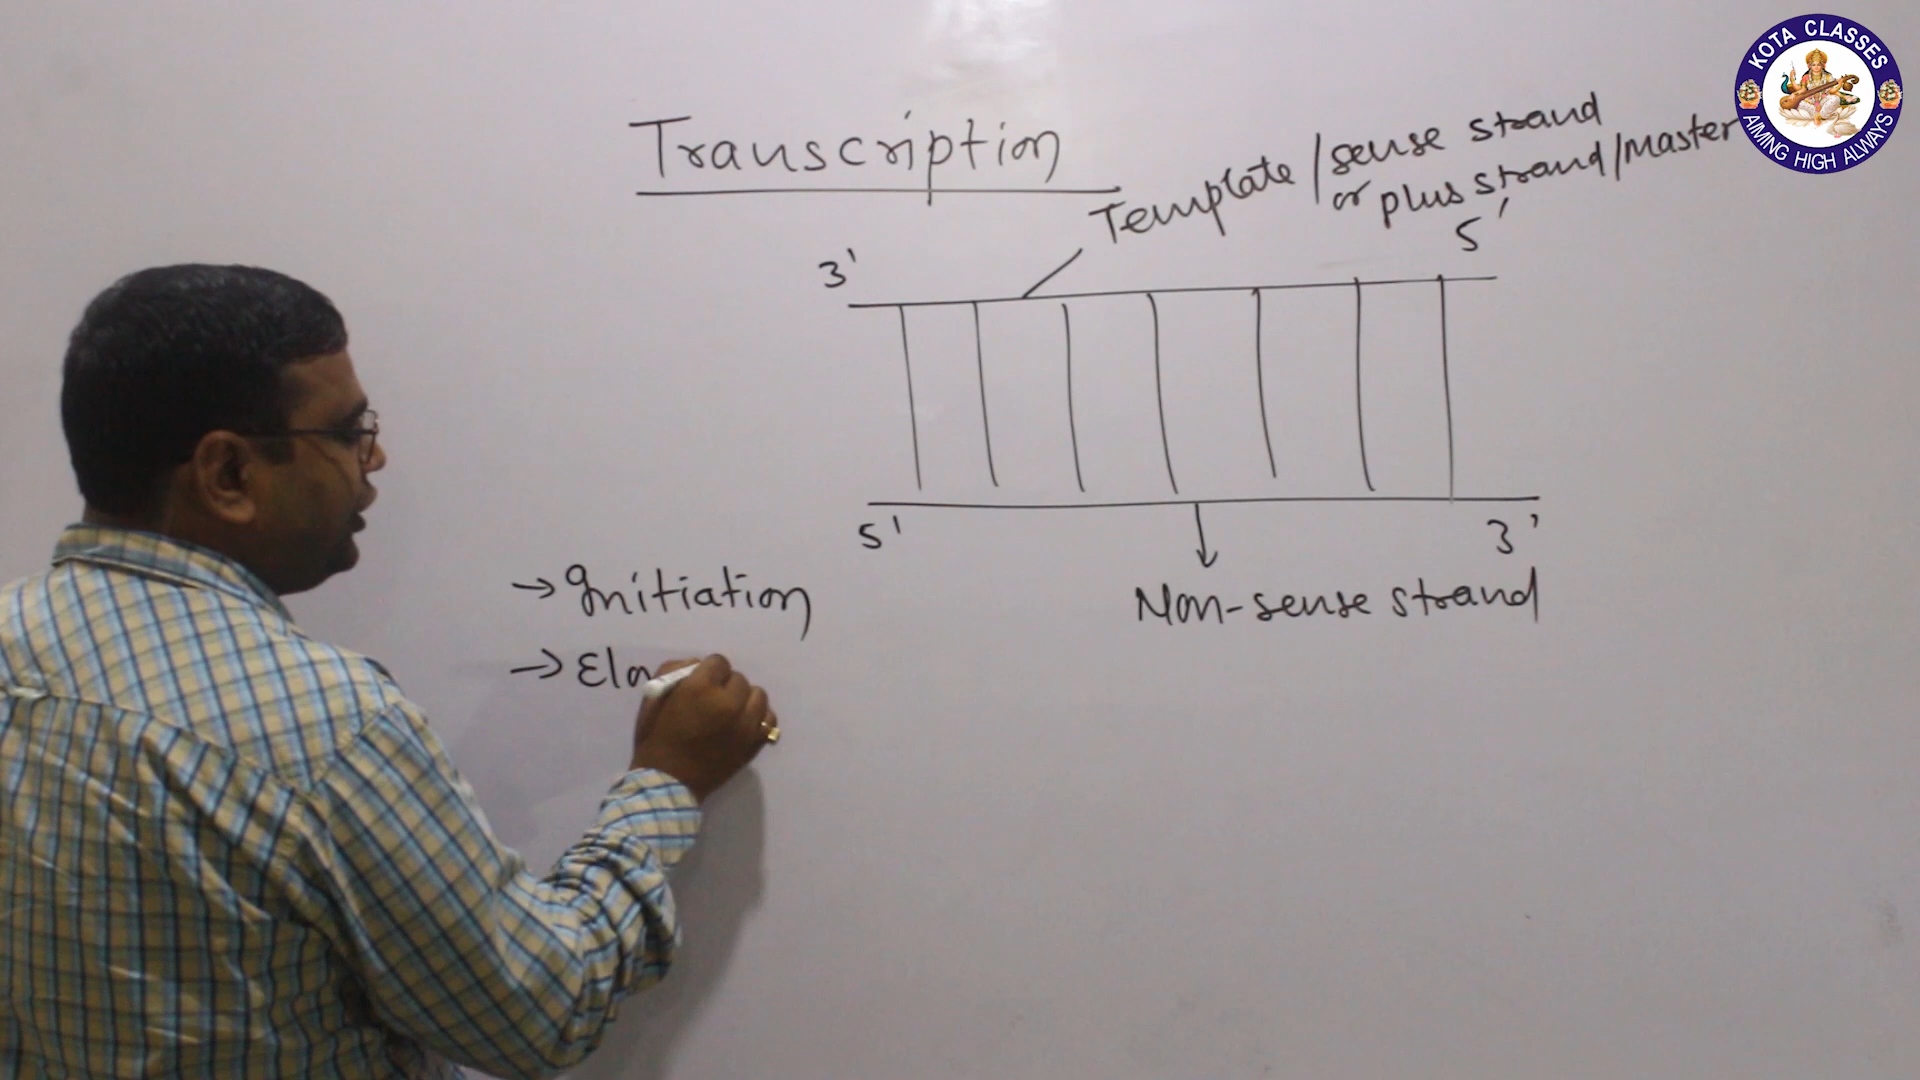 KOTA CLASSES
AIMING HIGH ALWAYS
Transcription
Template/sense strand
or plus strand/Master
3'
5'
5'
3'
Non-sense strand
→ Initiation
→ Elo